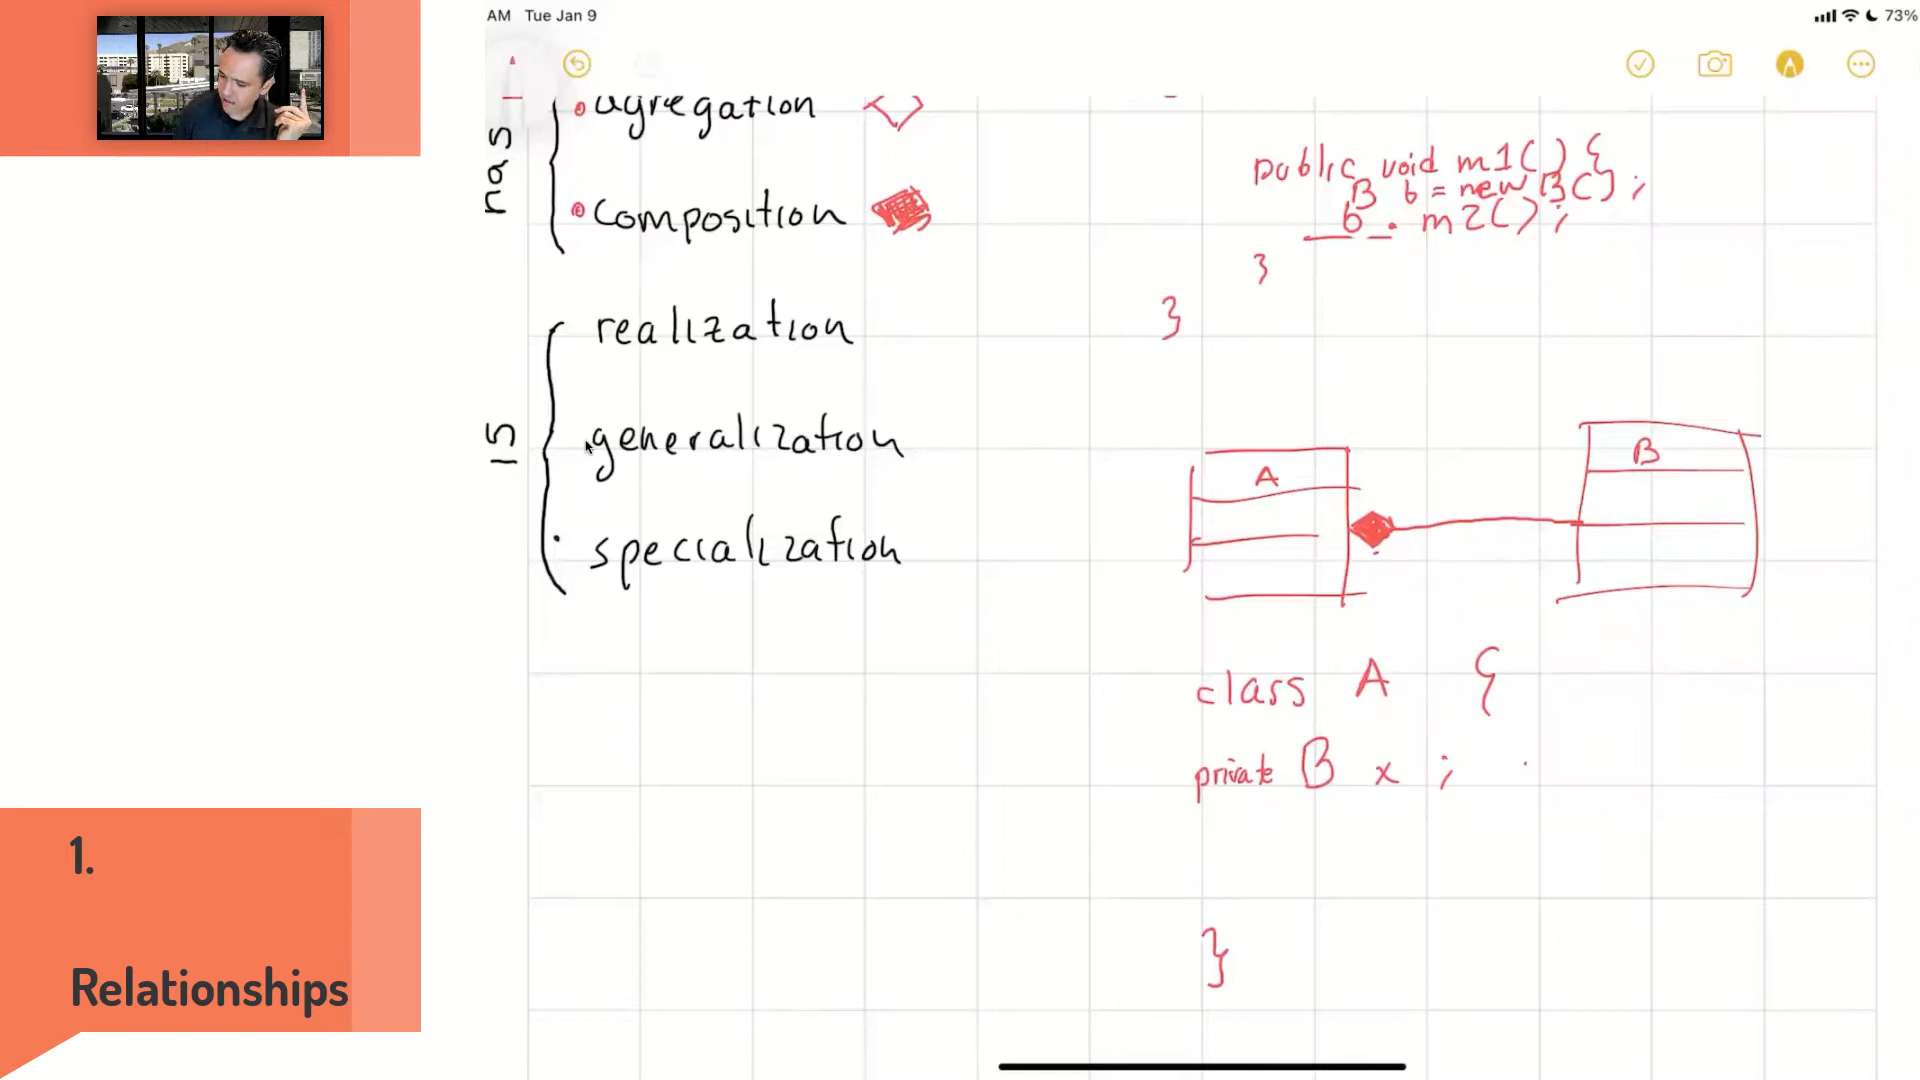 AM Tue Jan 9
73%
has
agregation
composition
is
realization
generalization
specialization
public void m1() {
B b = new B();
b. m2();
}
}
A
B
class A {
private B x ;
}
1.
Relationships